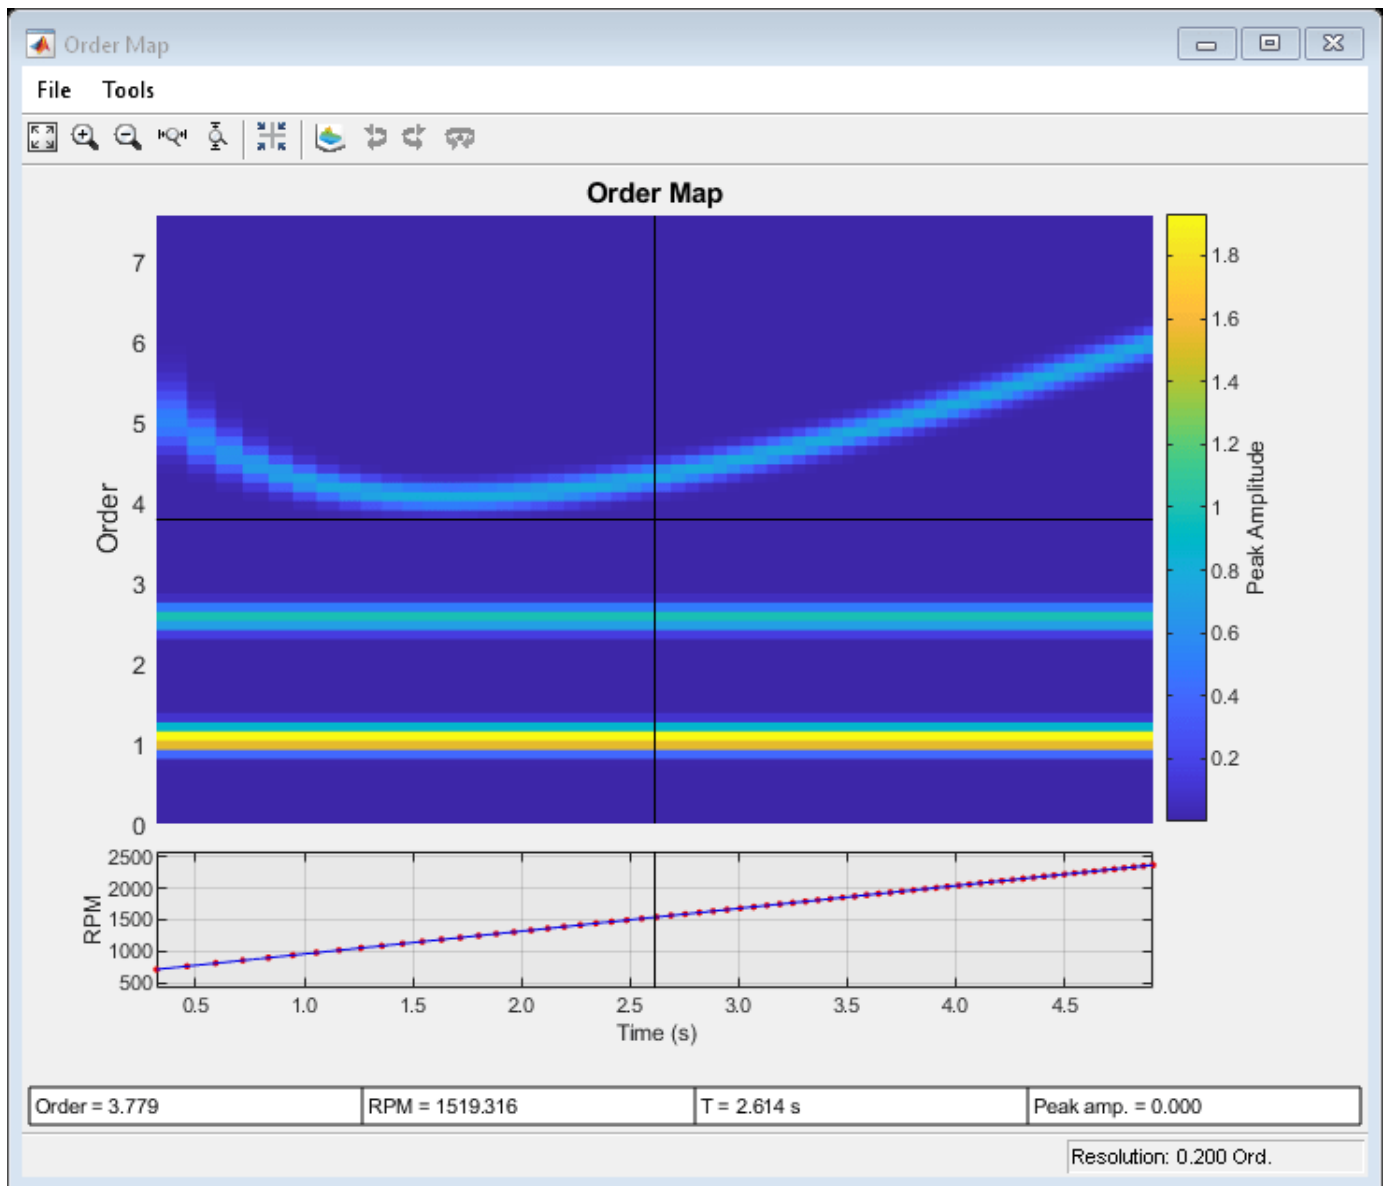 Order Map
File Tools
Order Map
7
6
5
4
3
2
1
0
Order
1.8
1.6
1.4
1.2
1
0.8
0.6
0.4
0.2
Peak Amplitude
2500
2000
1500
1000
500
RPM
0.5 1.0 1.5 2.0 2.5 3.0 3.5 4.0 4.5
Time (s)
Order = 3.779 RPM = 1519.316 T = 2.614 s Peak amp. = 0.000
Resolution: 0.200 Ord.